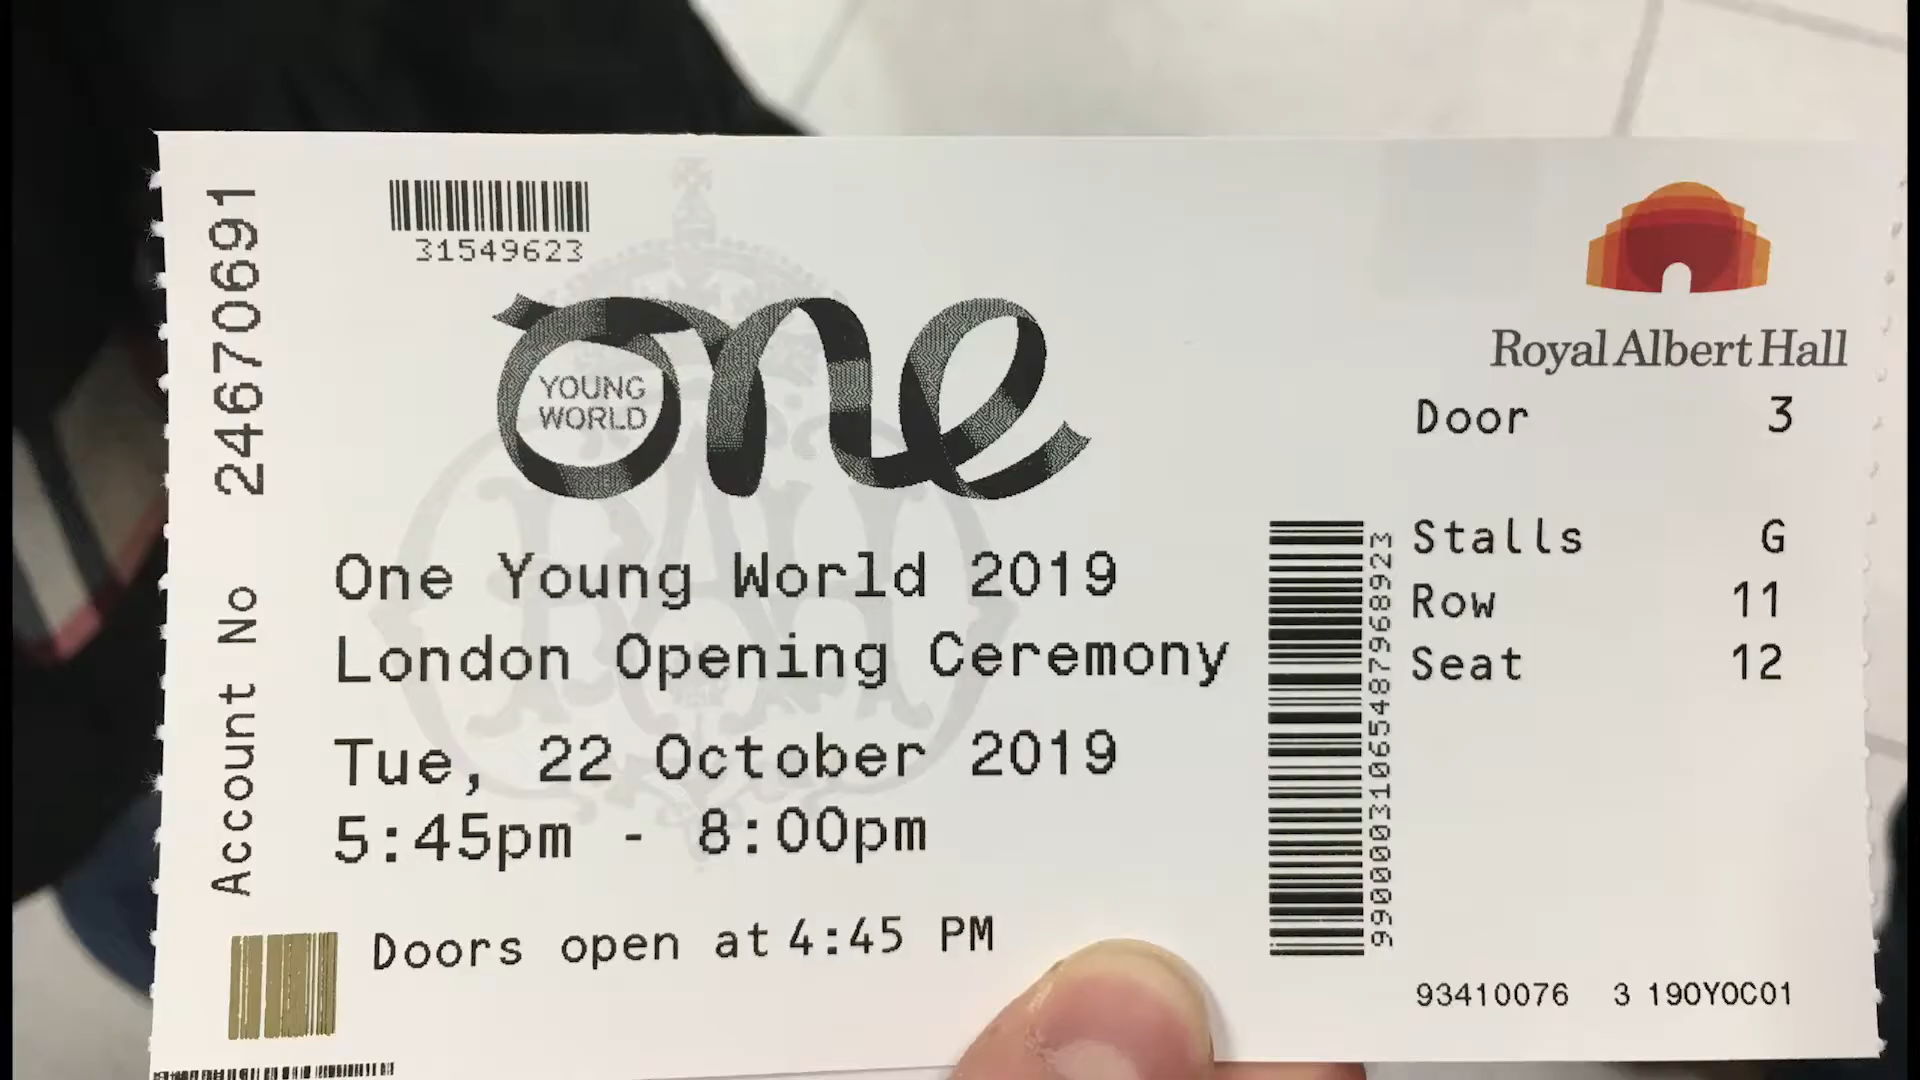 Account No 24670691
31549623
one
YOUNG
WORLD
One Young World 2019
London Opening Ceremony
Tue, 22 October 2019
5:45pm - 8:00pm
Doors open at 4:45 PM
9900000310654879689​23
Royal Albert Hall
Door 3
Stalls G
Row 11
Seat 12
93410076 3 190YOC01